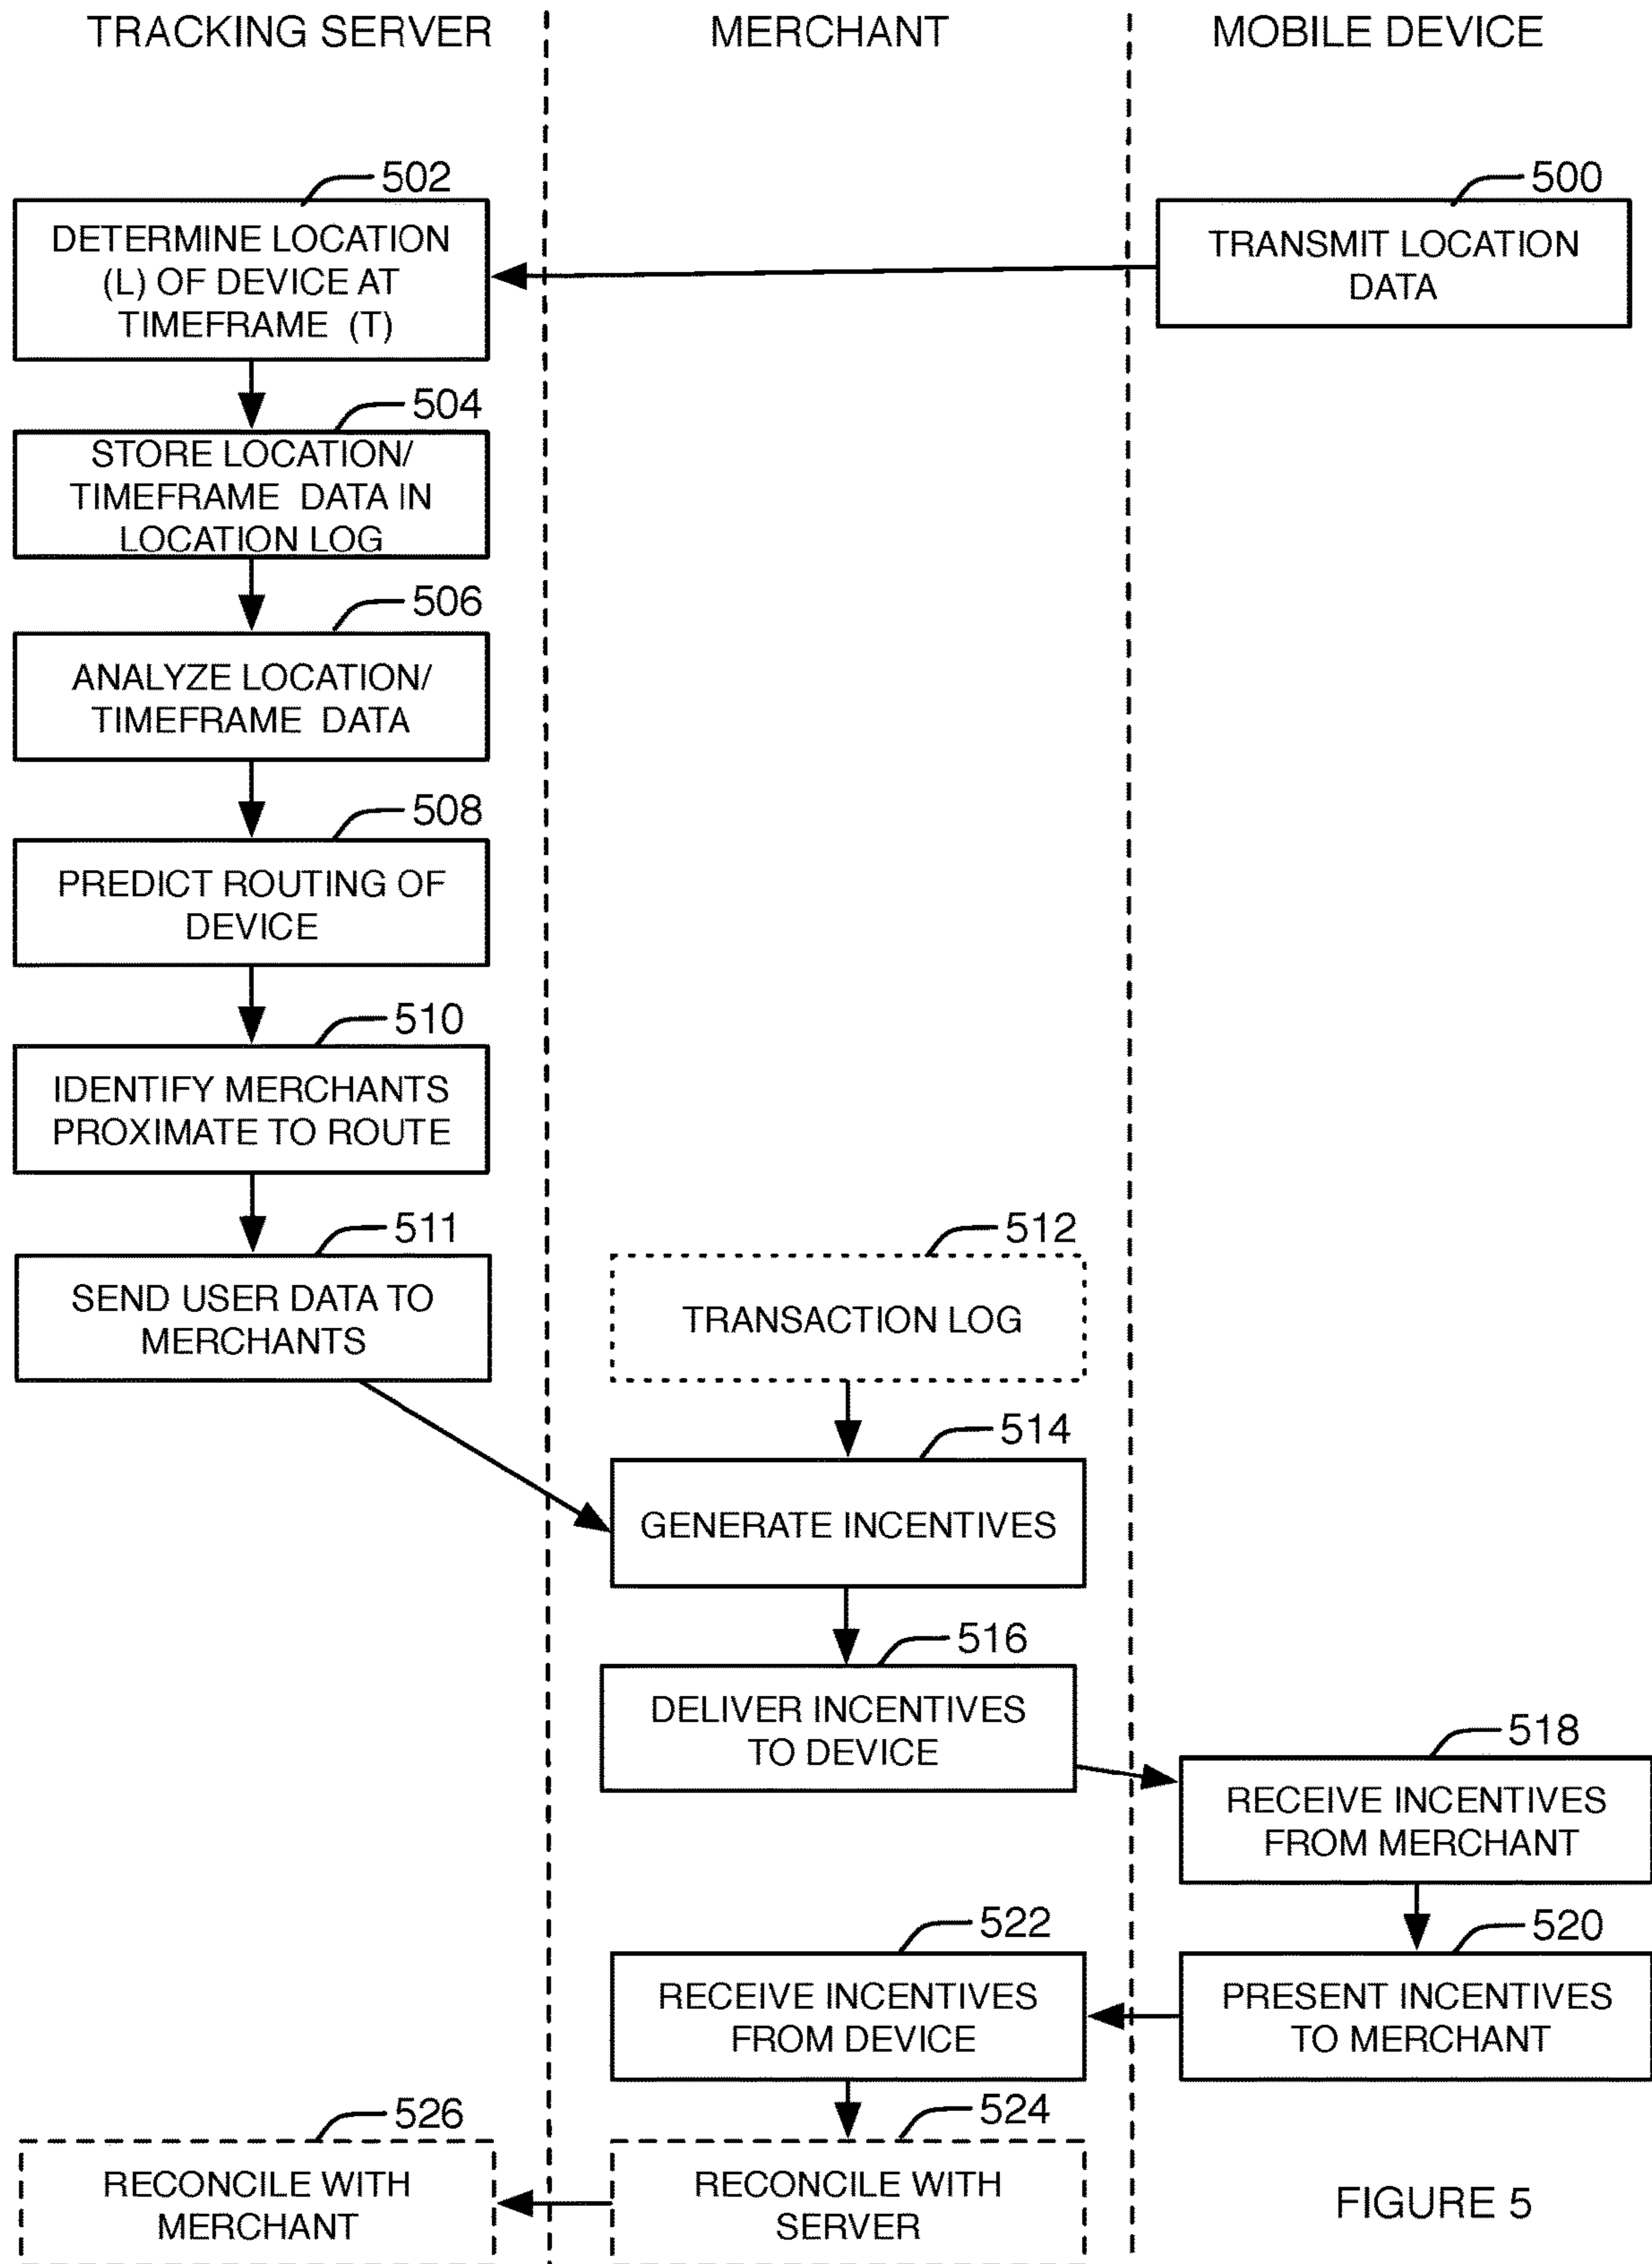 TRACKING SERVER
MERCHANT
MOBILE DEVICE
502
DETERMINE LOCATION
(L) OF DEVICE AT
TIMEFRAME (T)
500
TRANSMIT LOCATION
DATA
504
STORE LOCATION/
TIMEFRAME DATA IN
LOCATION LOG
506
ANALYZE LOCATION/
TIMEFRAME DATA
508
PREDICT ROUTING OF
DEVICE
510
IDENTIFY MERCHANTS
PROXIMATE TO ROUTE
511
SEND USER DATA TO
MERCHANTS
512
TRANSACTION LOG
514
GENERATE INCENTIVES
516
DELIVER INCENTIVES
TO DEVICE
518
RECEIVE INCENTIVES
FROM MERCHANT
520
PRESENT INCENTIVES
TO MERCHANT
522
RECEIVE INCENTIVES
FROM DEVICE
524
RECONCILE WITH
SERVER
526
RECONCILE WITH
MERCHANT
FIGURE 5